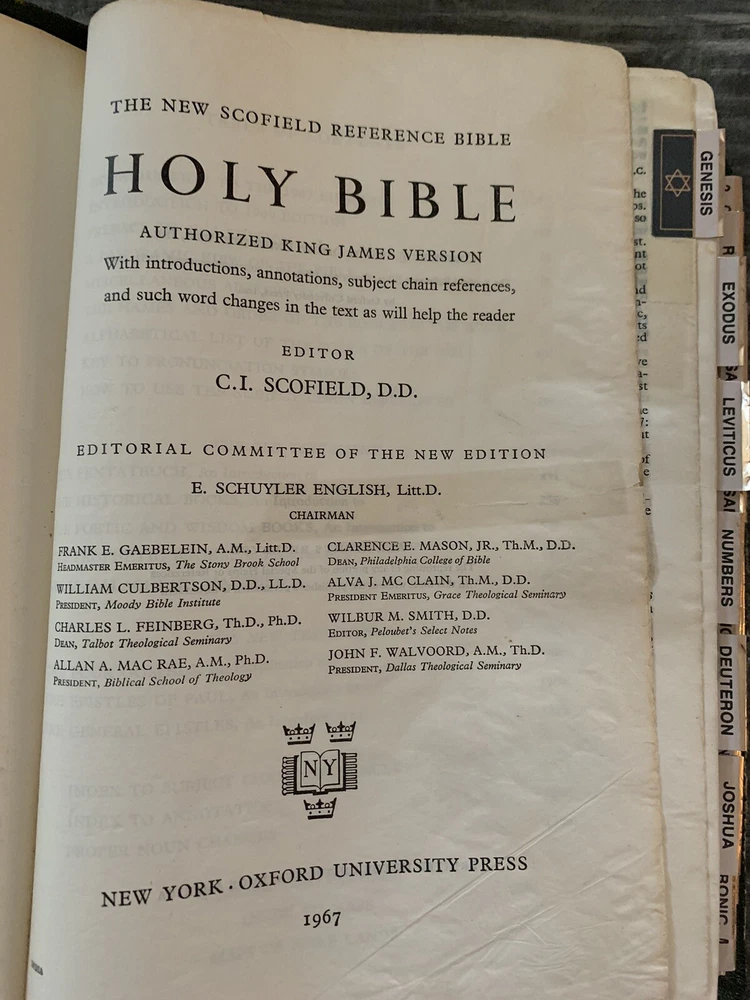 THE NEW SCOFIELD REFERENCE BIBLE
HOLY BIBLE
AUTHORIZED KING JAMES VERSION
With introductions, annotations, subject chain references,
and such word changes in the text as will help the reader
EDITOR
C.I. SCOFIELD, D.D.
EDITORIAL COMMITTEE OF THE NEW EDITION
E. SCHUYLER ENGLISH, Litt.D.
CHAIRMAN
FRANK E. GAEBELEIN, A.M., Litt.D.
HEADMASTER EMERITUS, The Stony Brook School
WILLIAM CULBERTSON, D.D., LL.D.
PRESIDENT, Moody Bible Institute
CHARLES L. FEINBERG, Th.D., Ph.D.
DEAN, Talbot Theological Seminary
ALLAN A. MAC RAE, A.M., Ph.D.
PRESIDENT, Biblical School of Theology
CLARENCE E. MASON, JR., Th.M., D.D.
DEAN, Philadelphia College of Bible
ALVA J. MC CLAIN, Th.M., D.D.
PRESIDENT EMERITUS, Grace Theological Seminary
WILBUR M. SMITH, D.D.
EDITOR, Peloubet's Select Notes
JOHN F. WALVOORD, A.M., Th.D.
PRESIDENT, Dallas Theological Seminary
NY
NEW YORK · OXFORD UNIVERSITY PRESS
1967
GENESIS
EXODUS
LEVITICUS
NUMBERS
DEUTERON
JOSHUA